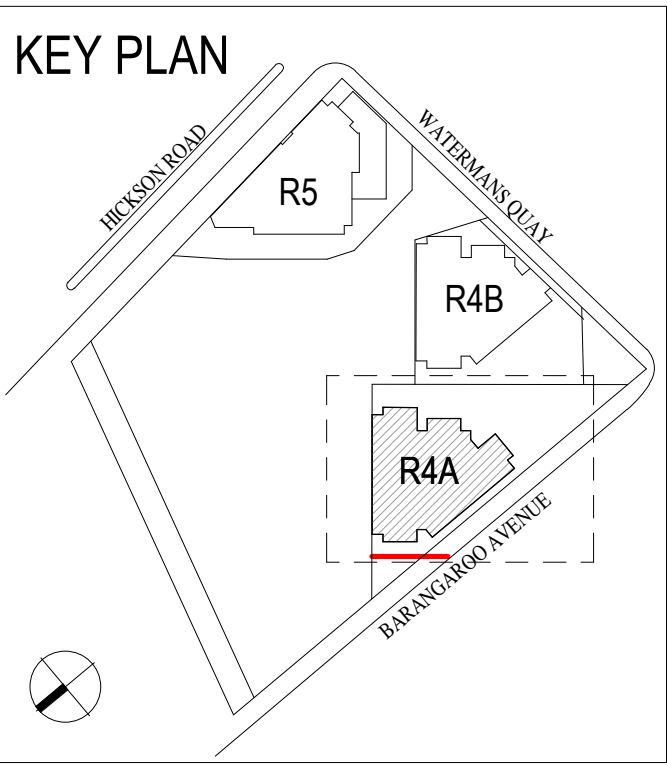 KEY PLAN
HICKSON ROAD
WATERMANS QUAY
R5
R4B
R4A
BARANGAROO AVENUE